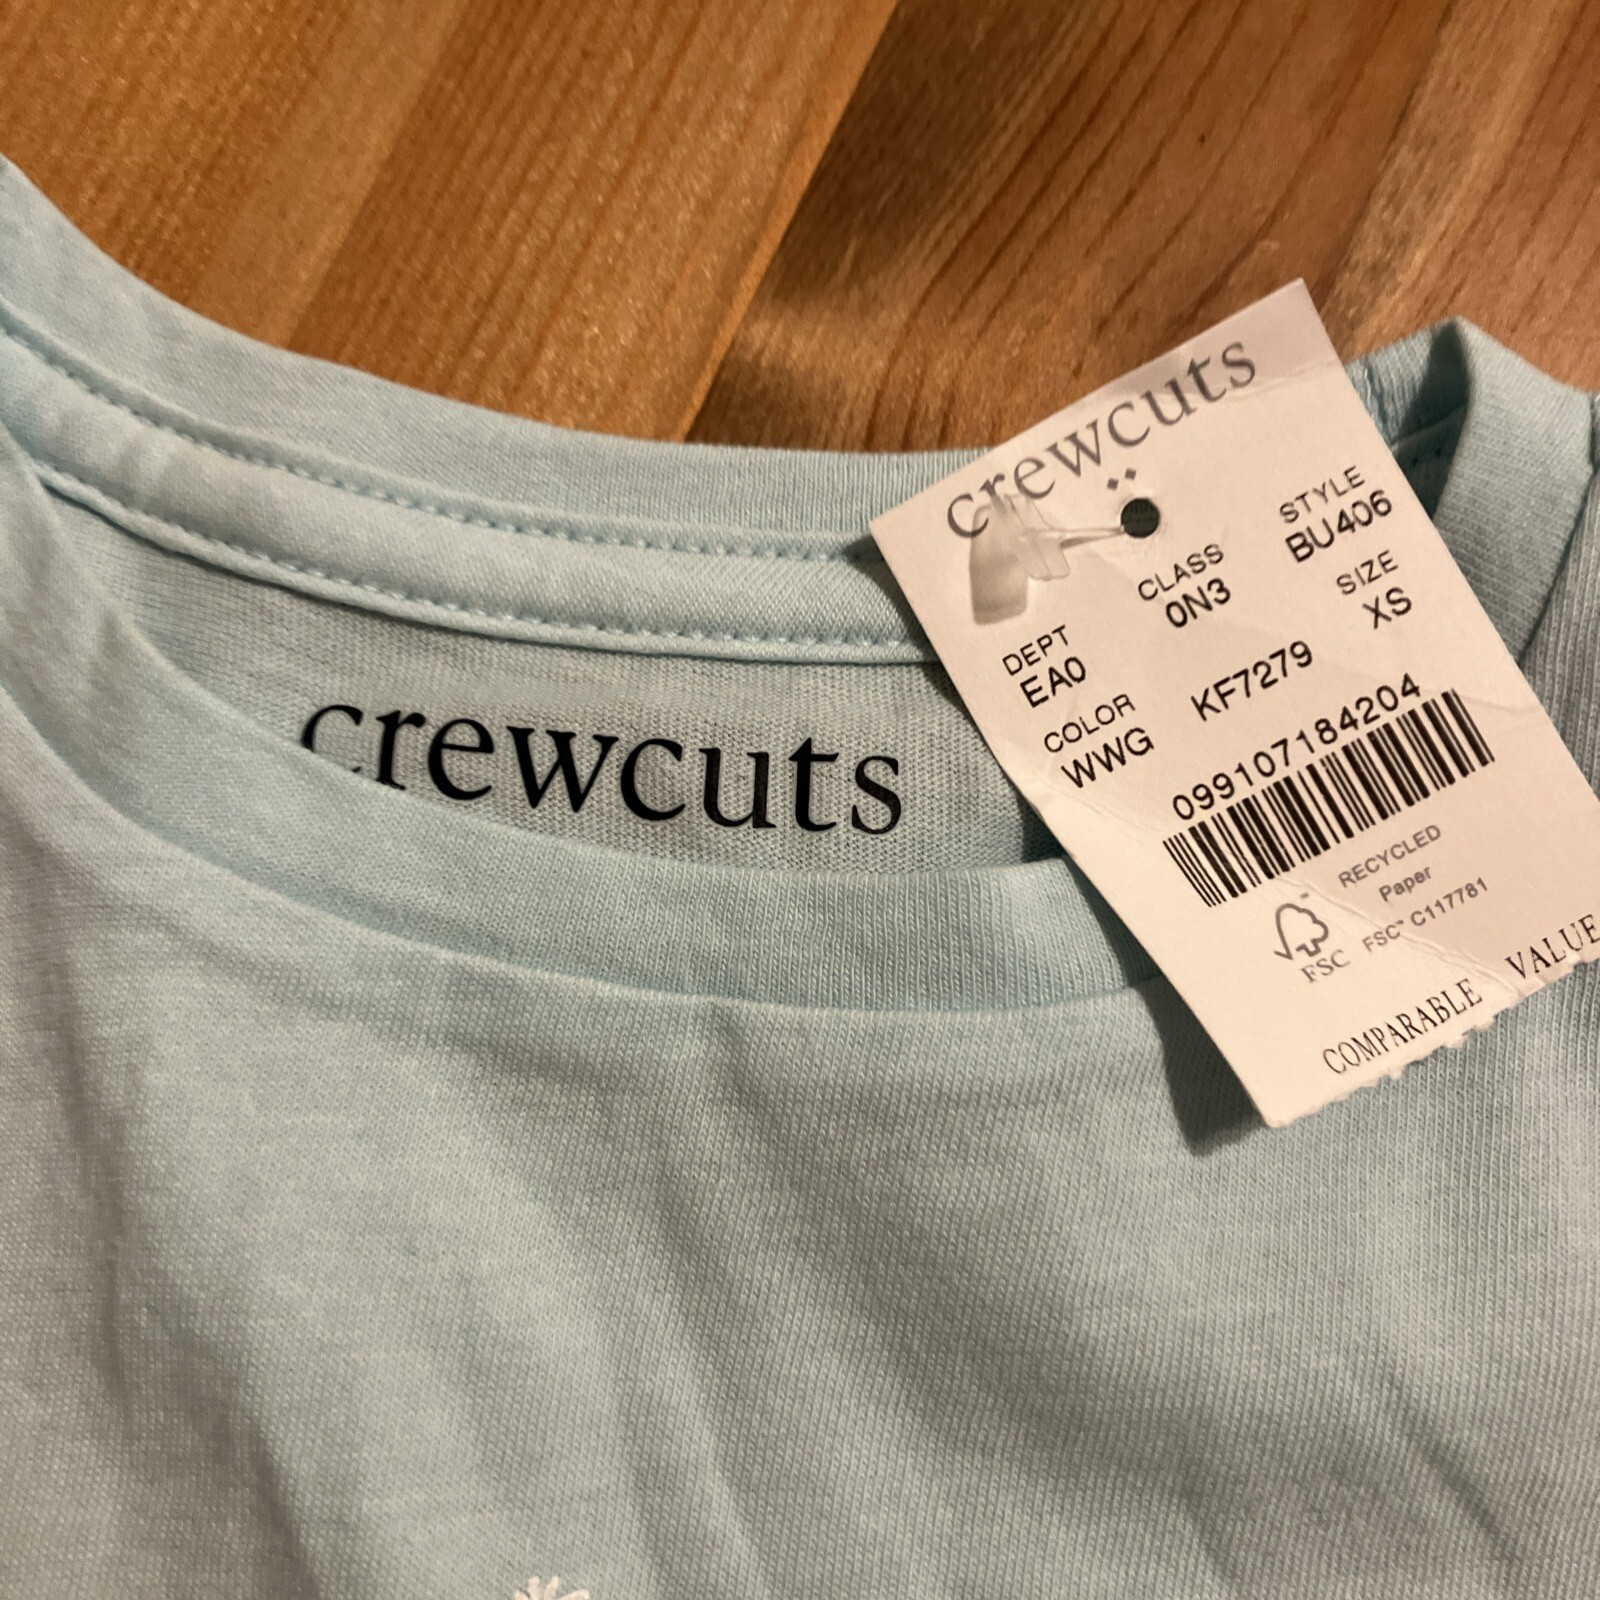 crewcuts
crewcuts
CLASS STYLE
0N3 BU406
DEPT SIZE
EA0 XS
COLOR KF7279
WWG
099107184204
RECYCLED
Paper
FSC™ C117781
FSC
COMPARABLE VALUE